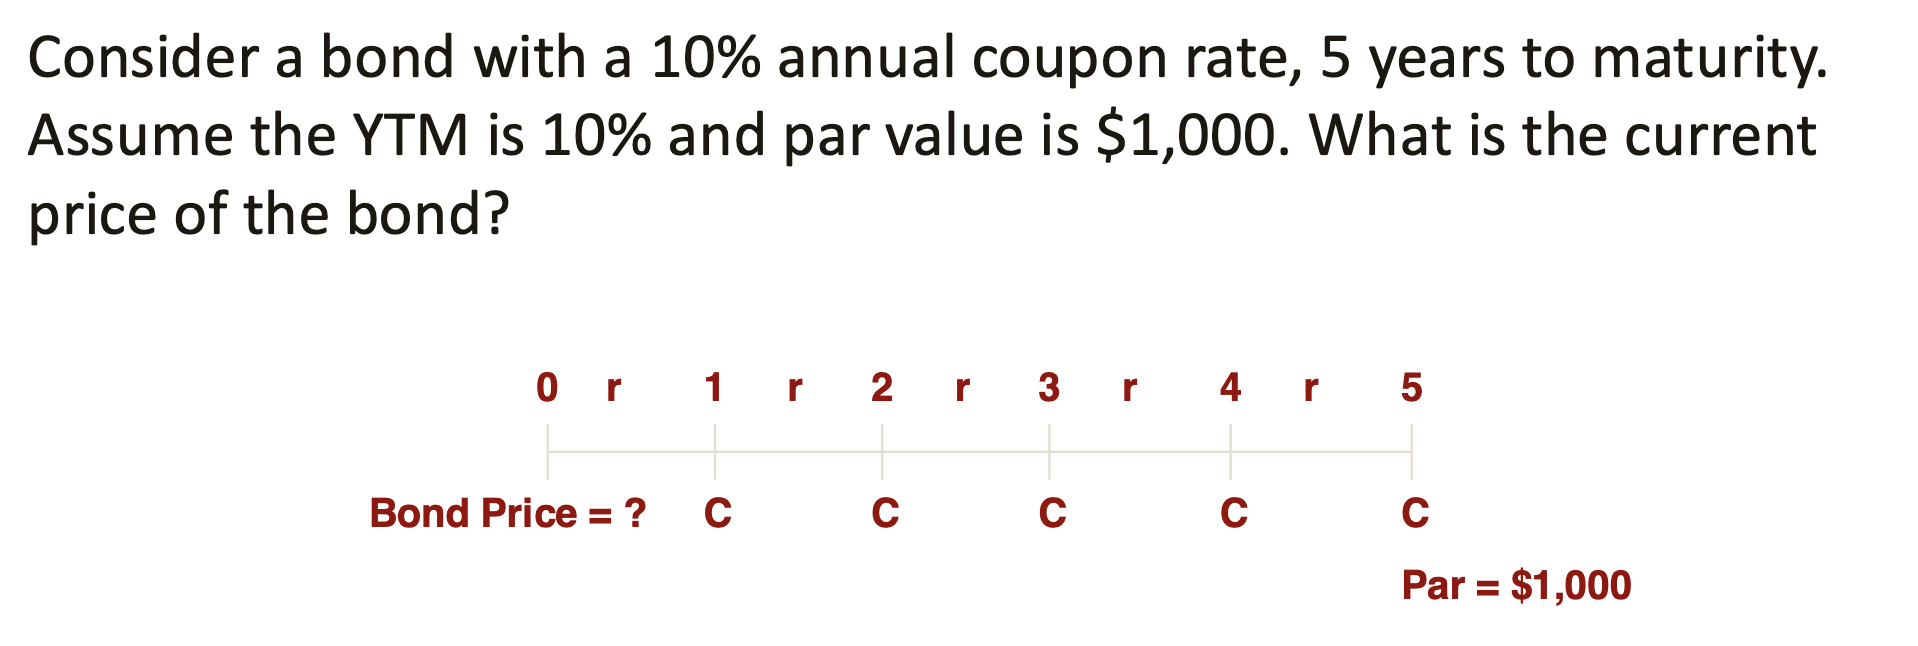 Consider a bond with a 10% annual coupon rate, 5 years to maturity.
Assume the YTM is 10% and par value is $1,000. What is the current
price of the bond?
0 r 1 r 2 r 3 r 4 r 5
Bond Price = ? C C C C C
Par = $1,000